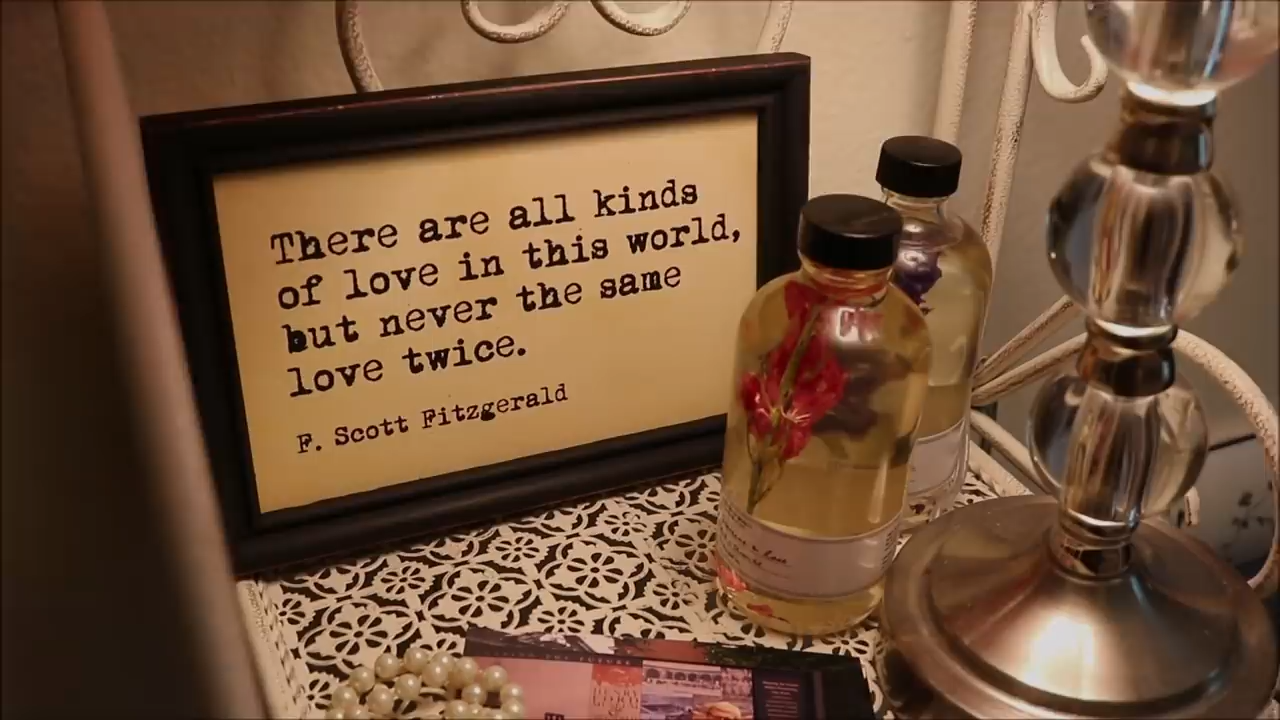 There are all kinds
of love in this world,
but never the same
love twice.
F. Scott Fitzgerald